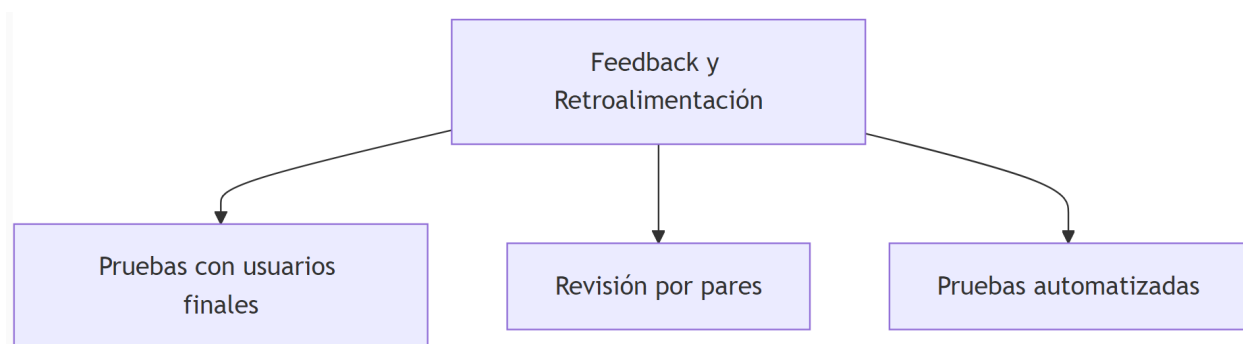 Feedback y
Retroalimentación
Pruebas con usuarios
finales
Revisión por pares
Pruebas automatizadas